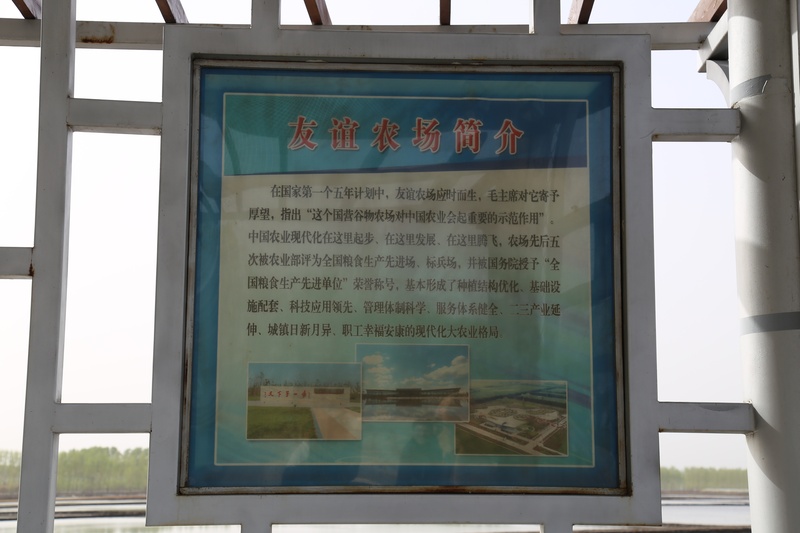 友谊农场简介
在国家第一个五年计划中，友谊农场应时而生，毛主席对它寄予
厚望，指出“这个国营谷物农场对中国农业会起重要的示范作用”。
中国农业现代化在这里起步、在这里发展、在这里腾飞，农场先后五
次被农业部评为全国粮食生产先进场、标兵场，并被国务院授予“全
国粮食生产先进单位”荣誉称号，基本形成了种植结构优化、基础设
施配套、科技应用领先、管理体制科学、服务体系健全、二三产业延
伸、城镇日新月异、职工幸福安康的现代化大农业格局。